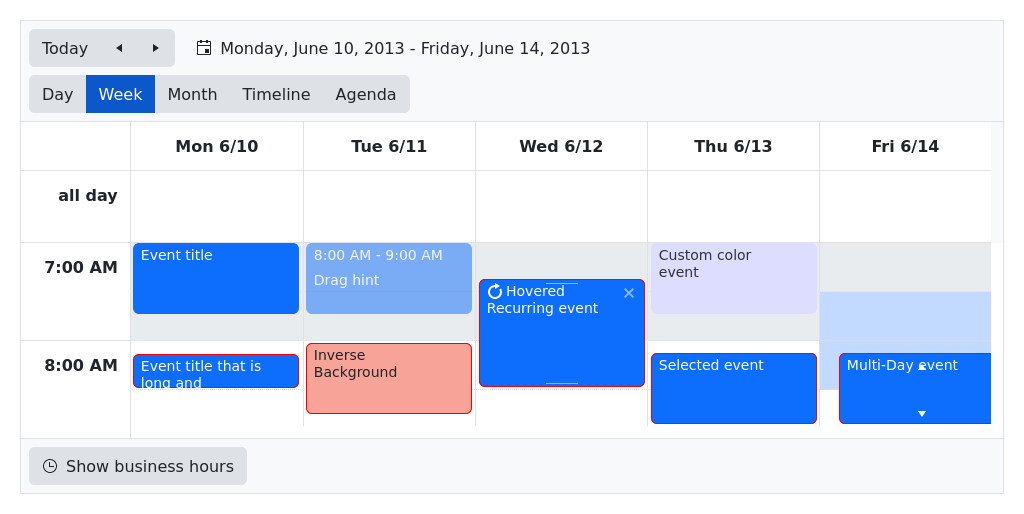 Today
Monday, June 10, 2013 - Friday, June 14, 2013
Day Week Month Timeline Agenda
Mon 6/10 Tue 6/11 Wed 6/12 Thu 6/13 Fri 6/14
all day
7:00 AM
Event title
8:00 AM - 9:00 AM
Drag hint
Hovered
Recurring event
Custom color
event
8:00 AM
Event title that is
long and
Inverse
Background
Selected event
Multi-Day event
Show business hours